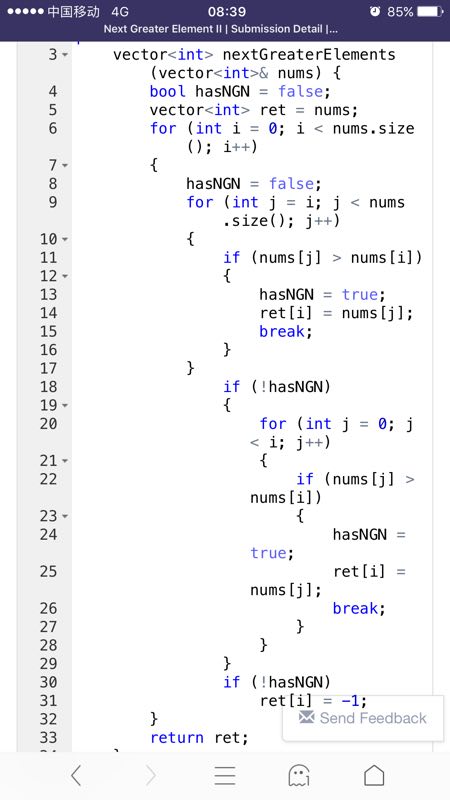 中国移动 4G 08:39 85%
Next Greater Element II | Submission Detail |...
3 vector<int> nextGreaterElements
(vector<int>& nums) {
4 bool hasNGN = false;
5 vector<int> ret = nums;
6 for (int i = 0; i < nums.size
(); i++)
7 {
8 hasNGN = false;
9 for (int j = i; j < nums
.size(); j++)
10 {
11 if (nums[j] > nums[i])
12 {
13 hasNGN = true;
14 ret[i] = nums[j];
15 break;
16 }
17 }
18 if (!hasNGN)
19 {
20 for (int j = 0; j
< i; j++)
21 {
22 if (nums[j] >
nums[i])
23 {
24 hasNGN =
true;
25 ret[i] =
nums[j];
26 break;
27 }
28 }
29 }
30 if (!hasNGN)
31 ret[i] = -1;
Send Feedback
32 }
33 return ret;